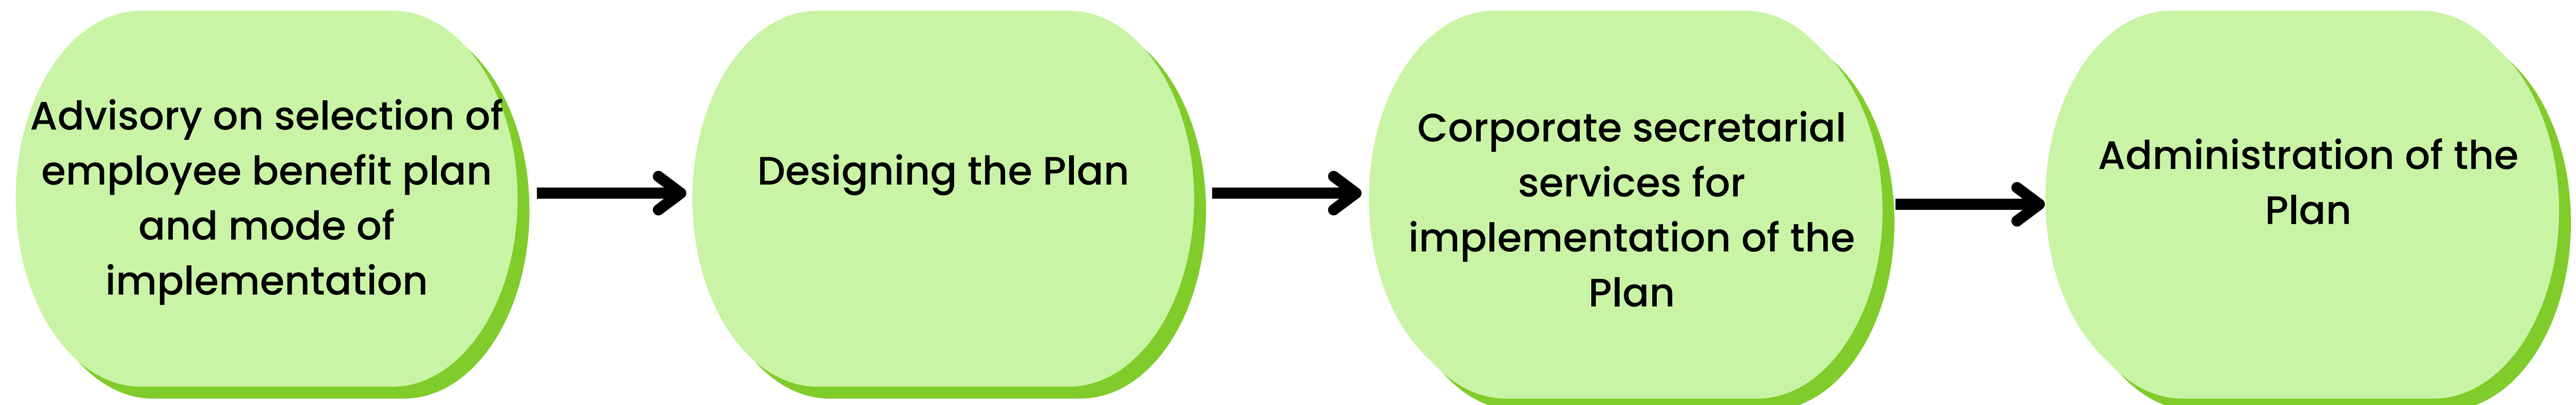 Advisory on selection of
employee benefit plan
and mode of
implementation
Designing the Plan
Corporate secretarial
services for
implementation of the
Plan
Administration of the
Plan